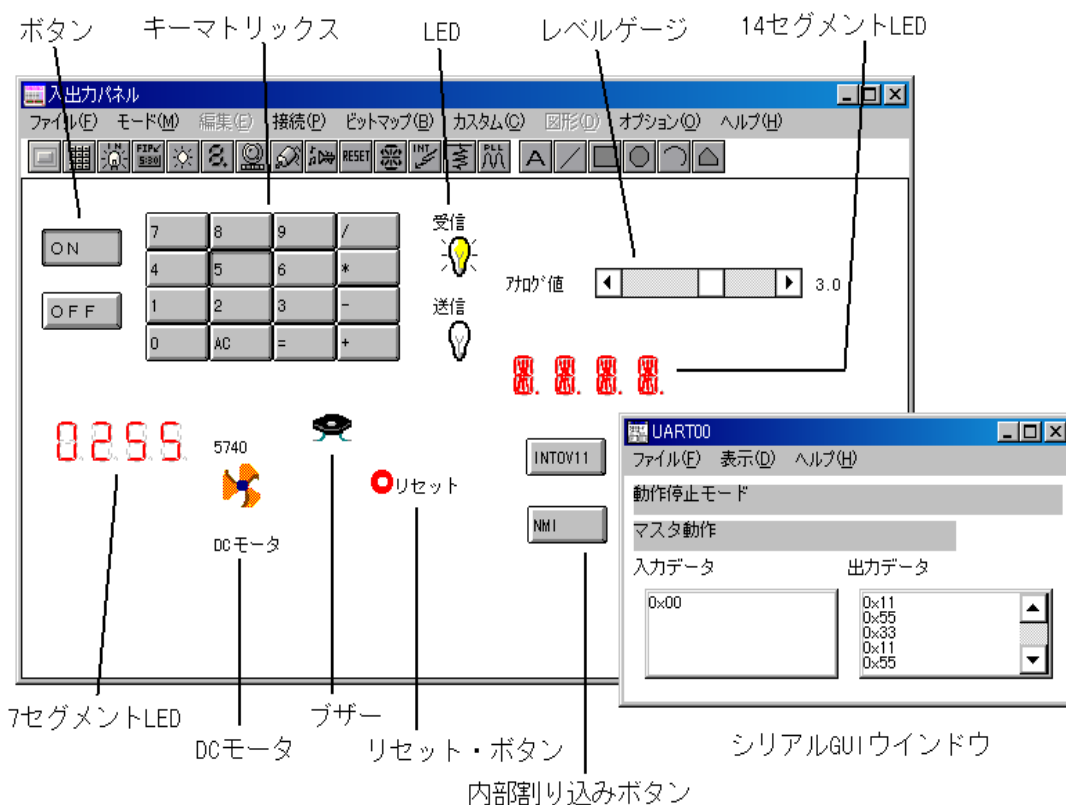 ボタン
キーマトリックス
LED
レベルゲージ
14セグメントLED
入出力パネル
ファイル(F) モード(M) 編集(E) 接続(P) ビットマップ(B) カスタム(C) 図形(D) オプション(O) ヘルプ(H)
IN
FIP
5:30
RESET
INT
PLL
A
ON
OFF
7 8 9 /
4 5 6 *
1 2 3 -
0 AC = +
受信
送信
アナログ値
3.0
0255
5740
DCモータ
リセット
INTOV11
NMI
UART00
ファイル(F) 表示(D) ヘルプ(H)
動作停止モード
マスタ動作
入力データ
出力データ
0x00
0x11
0x55
0x33
0x11
0x55
7セグメントLED
DCモータ
ブザー
リセット・ボタン
内部割り込みボタン
シリアルGUIウインドウ